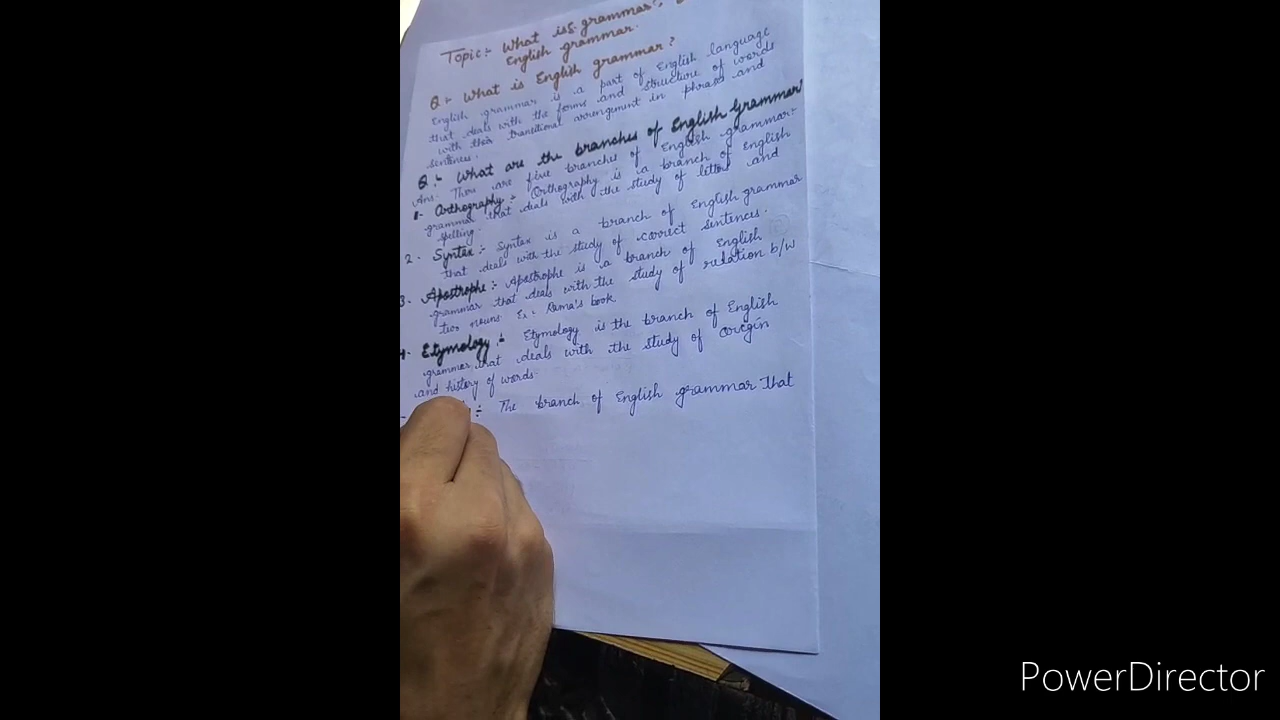 Topic:- What is grammar,
English grammar.
Q:- What is English grammar?
English grammar is a part of English language
that deals with the forms and structure of words
with their transitional arrangement in phrases and
sentences.
Q:- What are the branches of English Grammar?
Ans:- There are five branches of English grammar:-
1- Orthography:- Orthography is a branch of English
grammar that deals with the study of letters and
spelling.
2. Syntax:- Syntax is a branch of English grammar
that deals with the study of correct sentences.
3. Apostrophe:- Apostrophe is a branch of English
grammar that deals with the study of relation b/w
two nouns. Ex:- Rama's book
4. Etymology:- Etymology is the branch of English
grammar that deals with the study of origin
and history of words.
:- The branch of English grammar that
PowerDirector